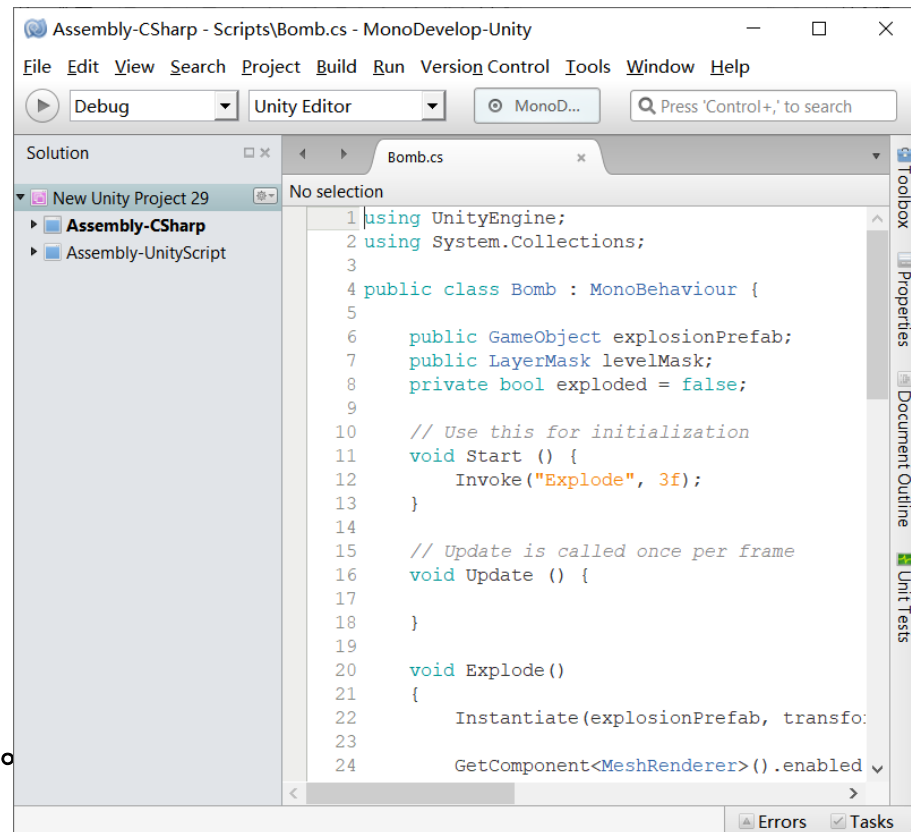 Assembly-CSharp - Scripts\Bomb.cs - MonoDevelop-Unity
File Edit View Search Project Build Run Version Control Tools Window Help
Debug Unity Editor MonoD... Press 'Control+,' to search
Solution
New Unity Project 29
Assembly-CSharp
Assembly-UnityScript
Bomb.cs
No selection
1 using UnityEngine;
2 using System.Collections;
3
4 public class Bomb : MonoBehaviour {
5
6 public GameObject explosionPrefab;
7 public LayerMask levelMask;
8 private bool exploded = false;
9
10 // Use this for initialization
11 void Start () {
12 Invoke("Explode", 3f);
13 }
14
15 // Update is called once per frame
16 void Update () {
17
18 }
19
20 void Explode()
21 {
22 Instantiate(explosionPrefab, transfo
23
24 GetComponent<MeshRenderer>().enabled
Toolbox
Properties
Document Outline
Unit Tests
Errors Tasks